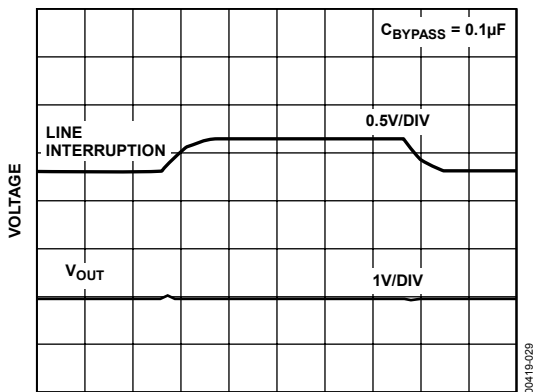 C_BYPASS = 0.1µF
0.5V/DIV
LINE
INTERRUPTION
VOLTAGE
V_OUT
1V/DIV
00419-029